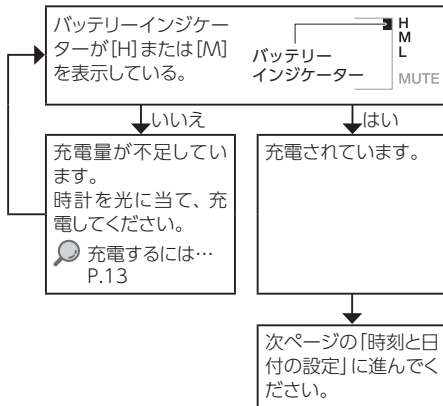 バッテリーインジケー
ターが[H]または[M]
を表示している。
バッテリー
インジケーター
H
M
L
MUTE
いいえ
はい
充電量が不足してい
ます。
時計を光に当て、充
電してください。
充電するには…
P.13
充電されています。
次ページの「時刻と日
付の設定」に進んでく
ださい。